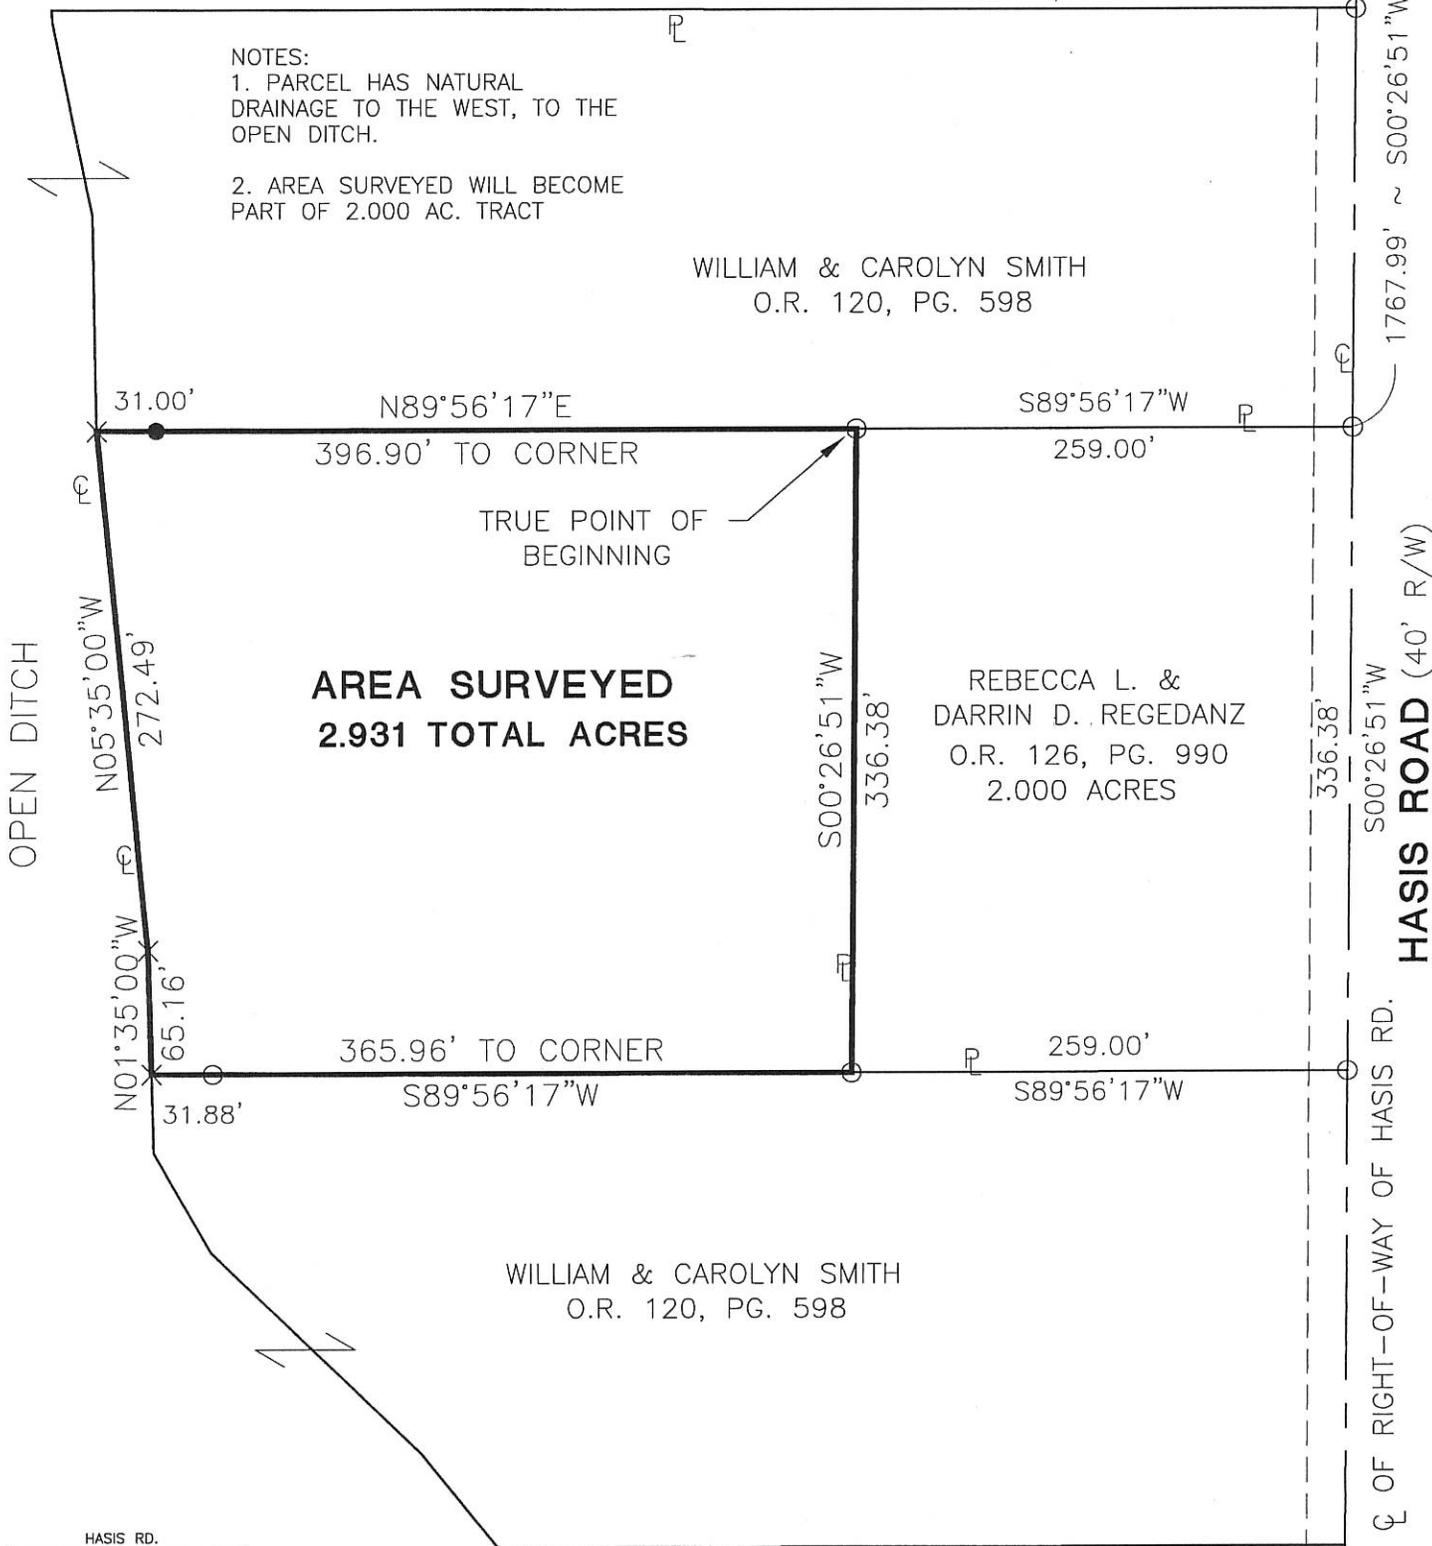 ℄
NOTES:
1. PARCEL HAS NATURAL
DRAINAGE TO THE WEST, TO THE
OPEN DITCH.
2. AREA SURVEYED WILL BECOME
PART OF 2.000 AC. TRACT
WILLIAM & CAROLYN SMITH
O.R. 120, PG. 598
1767.99' ~ S00°26'51"W
31.00'
N89°56'17"E
396.90' TO CORNER
S89°56'17"W
259.00'
TRUE POINT OF
BEGINNING
OPEN DITCH
N05°35'00"W
272.49'
AREA SURVEYED
2.931 TOTAL ACRES
S00°26'51"W
336.38'
REBECCA L. &
DARRIN D. REGEDANZ
O.R. 126, PG. 990
2.000 ACRES
336.38'
S00°26'51"W
HASIS ROAD (40' R/W)
N01°35'00"W
65.16'
365.96' TO CORNER
S89°56'17"W
31.88'
259.00'
S89°56'17"W
WILLIAM & CAROLYN SMITH
O.R. 120, PG. 598
℄ OF RIGHT-OF-WAY OF HASIS RD.
HASIS RD.